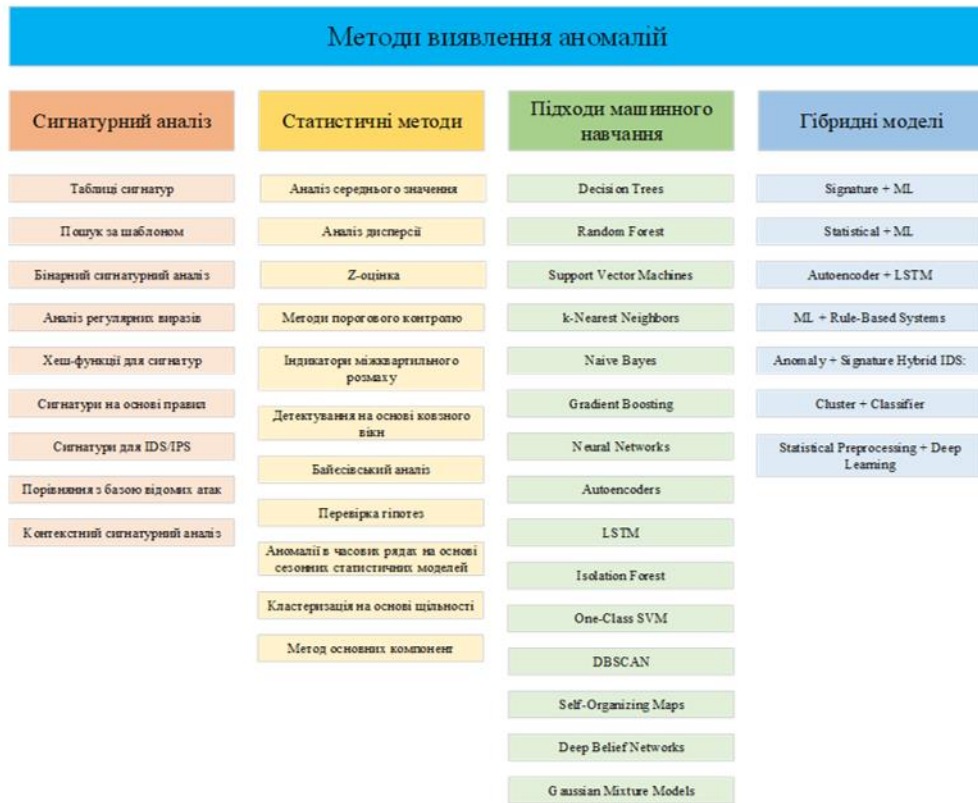 Методи виявлення аномалій
Сигнатурний аналіз
Таблиці сигнатур
Пошук за шаблоном
Бінарний сигнатурний аналіз
Аналіз регулярних виразів
Хеш-функції для сигнатур
Сигнатури на основі правил
Сигнатури для IDS/IPS
Порівняння з базою відомих атак
Контекстний сигнатурний аналіз
Статистичні методи
Аналіз середнього значення
Аналіз дисперсії
Z-оцінка
Методи порогового контролю
Індикатори міжквартильного
розмаху
Детектування на основі ковзного
вікн
Байєсівський аналіз
Перевірка гіпотез
Аномалії в часових рядах на основі
сезонних статистичних моделей
Кластеризація на основі щільності
Метод основних компонент
Підходи машинного
навчання
Decision Trees
Random Forest
Support Vector Machines
k-Nearest Neighbors
Naive Bayes
Gradient Boosting
Neural Networks
Autoencoders
LSTM
Isolation Forest
One-Class SVM
DBSCAN
Self-Organizing Maps
Deep Belief Networks
Gaussian Mixture Models
Гібридні моделі
Signature + ML
Statistical + ML
Autoencoder + LSTM
ML + Rule-Based Systems
Anomaly + Signature Hybrid IDS:
Cluster + Classifier
Statistical Preprocessing + Deep
Learning